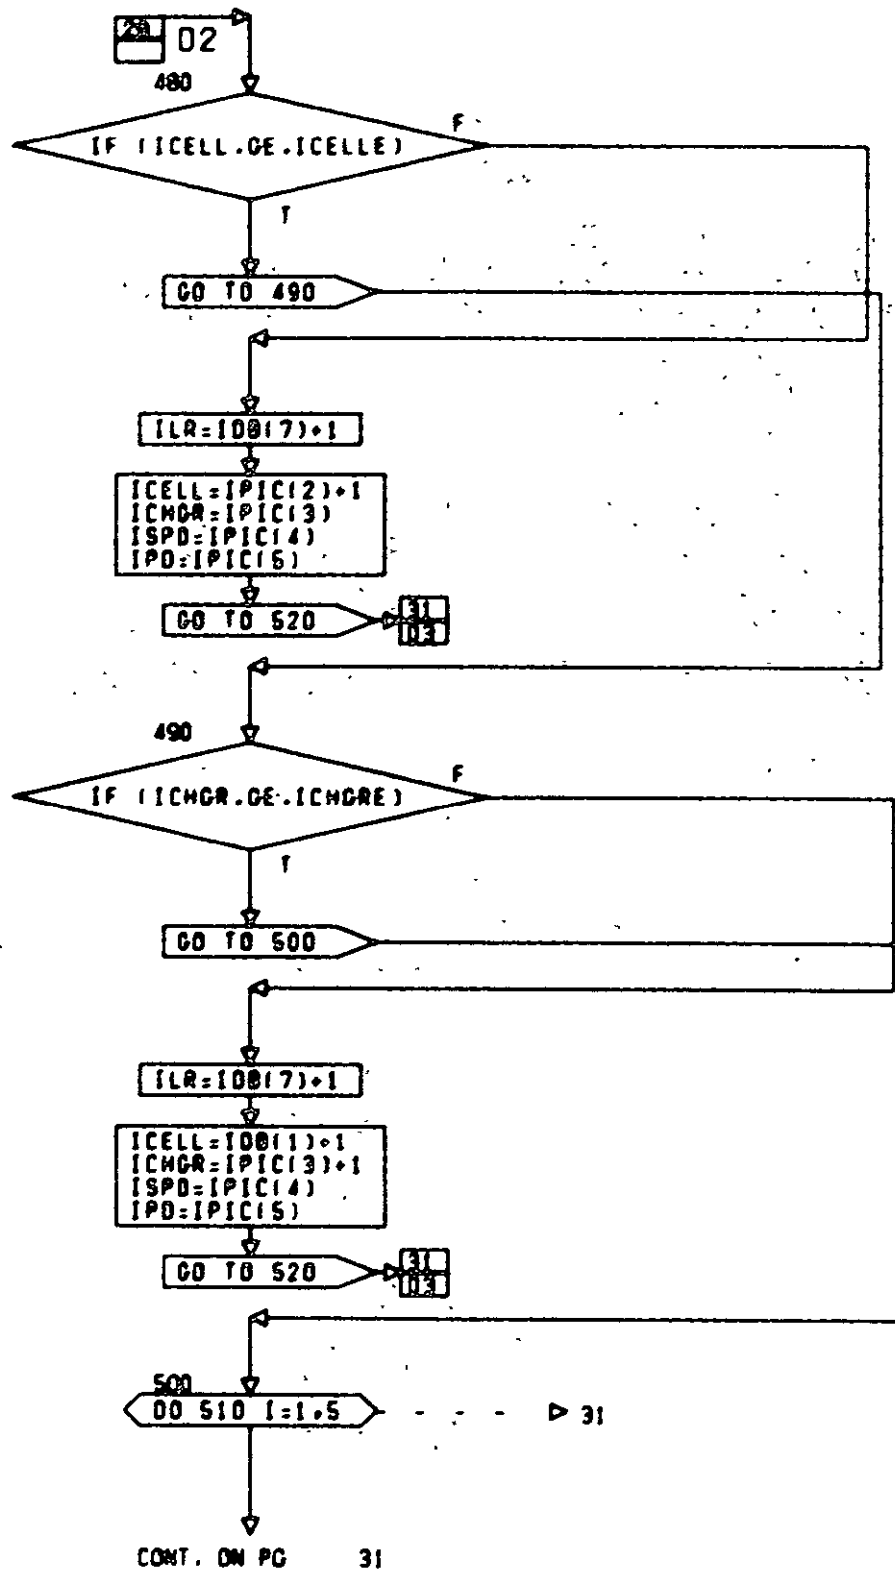 29 D2
480
IF (ICELL.GE.ICELLE)
F
T
GO TO 490
ILR=IDB(7)+1
ICELL=IPIC(2)+1
ICHGR=IPIC(3)
ISPD=IPIC(4)
IPD=IPIC(5)
GO TO 520
31
D3
490
IF (ICHGR.GE.ICHGRE)
F
T
GO TO 500
ILR=IDB(7)+1
ICELL=IDB(1)+1
ICHGR=IPIC(3)+1
ISPD=IPIC(4)
IPD=IPIC(5)
GO TO 520
31
D3
500
DO 510 I=1,5
31
CONT. ON PG 31